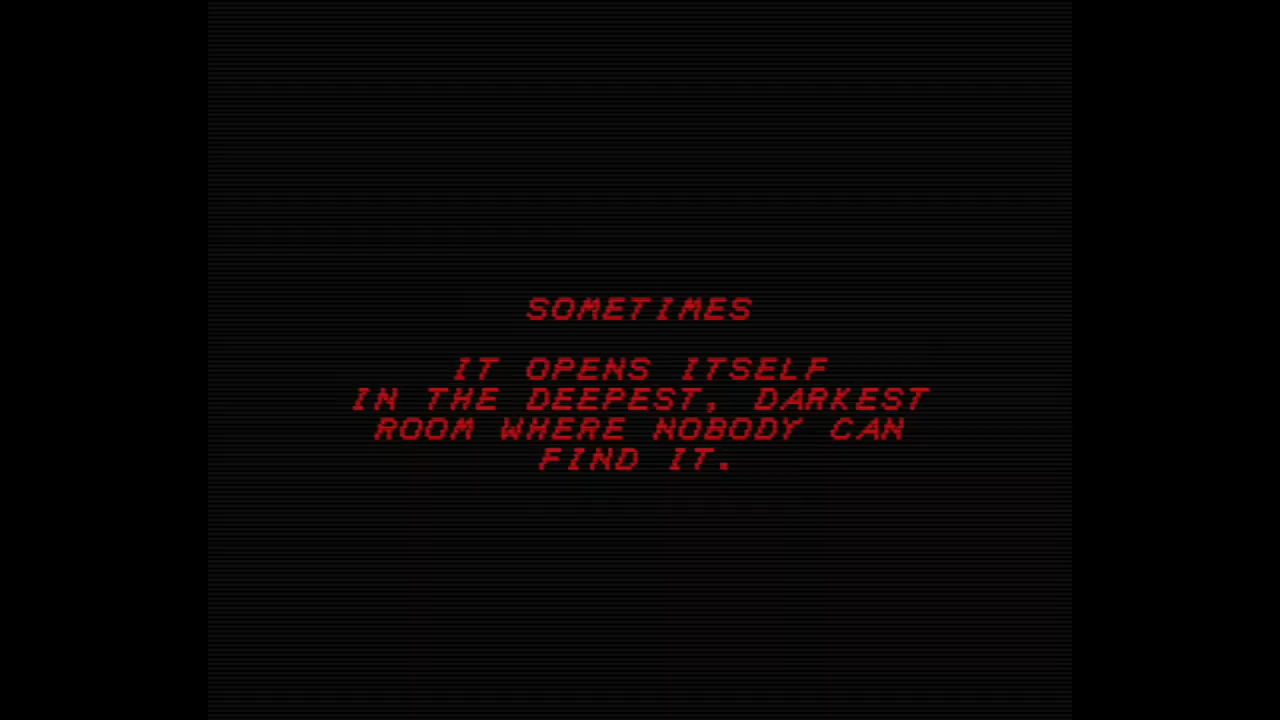 SOMETIMES
IT OPENS ITSELF
IN THE DEEPEST, DARKEST
ROOM WHERE NOBODY CAN
FIND IT.